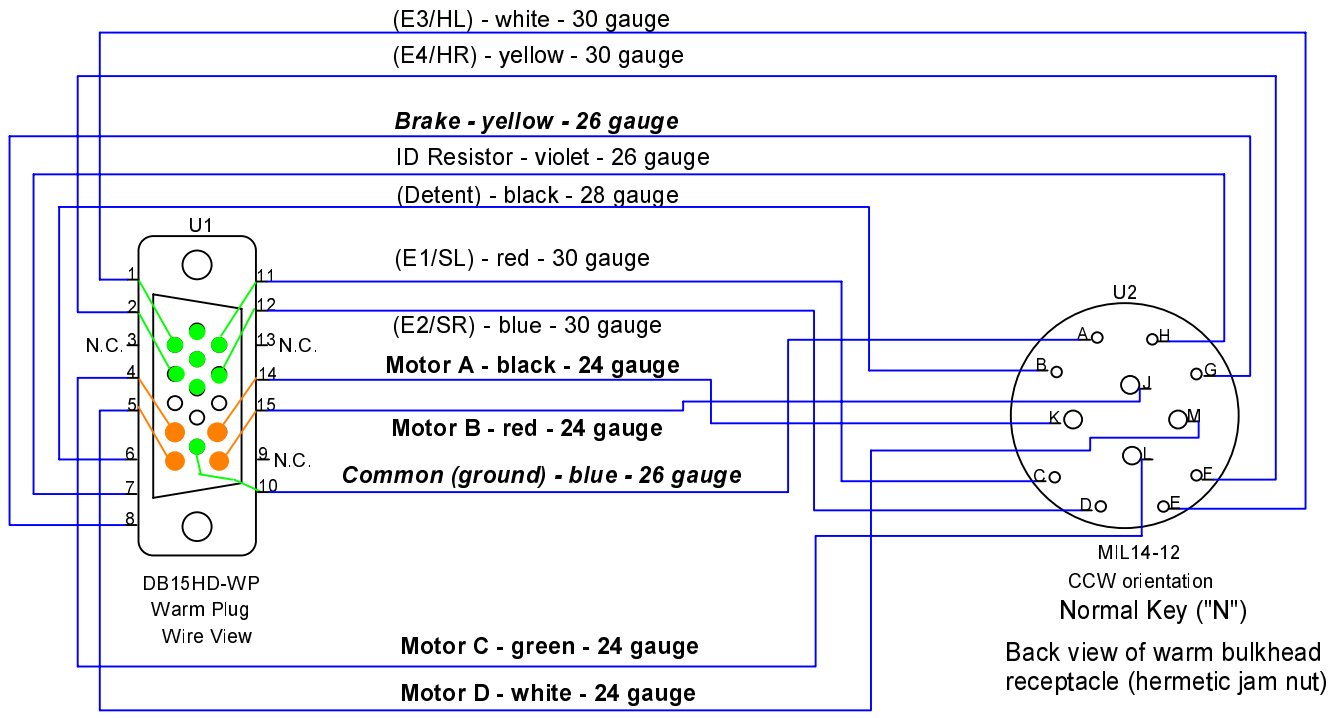 (E3/HL) - white - 30 gauge
(E4/HR) - yellow - 30 gauge
Brake - yellow - 26 gauge
ID Resistor - violet - 26 gauge
(Detent) - black - 28 gauge
U1
(E1/SL) - red - 30 gauge
1
11
2
12
(E2/SR) - blue - 30 gauge
N.C.
3
13
N.C.
Motor A - black - 24 gauge
4
14
5
15
Motor B - red - 24 gauge
6
9
N.C.
Common (ground) - blue - 26 gauge
7
10
8
U2
A
H
B
G
J
K
M
L
C
F
D
E
DB15HD-WP
Warm Plug
Wire View
MIL14-12
CCW orientation
Normal Key ("N")
Back view of warm bulkhead
receptacle (hermetic jam nut)
Motor C - green - 24 gauge
Motor D - white - 24 gauge